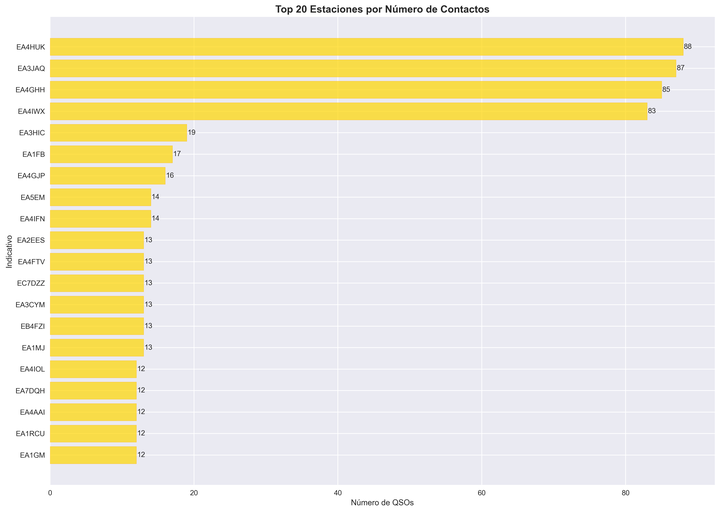 Top 20 Estaciones por Número de Contactos
Indicativo
EA4HUK 88
EA3JAQ 87
EA4GHH 85
EA4IWX 83
EA3HIC 19
EA1FB 17
EA4GJP 16
EA5EM 14
EA4IFN 14
EA2EES 13
EA4FTV 13
EC7DZZ 13
EA3CYM 13
EB4FZI 13
EA1MJ 13
EA4IOL 12
EA7DQH 12
EA4AAI 12
EA1RCU 12
EA1GM 12
0 20 40 60 80
Número de QSOs